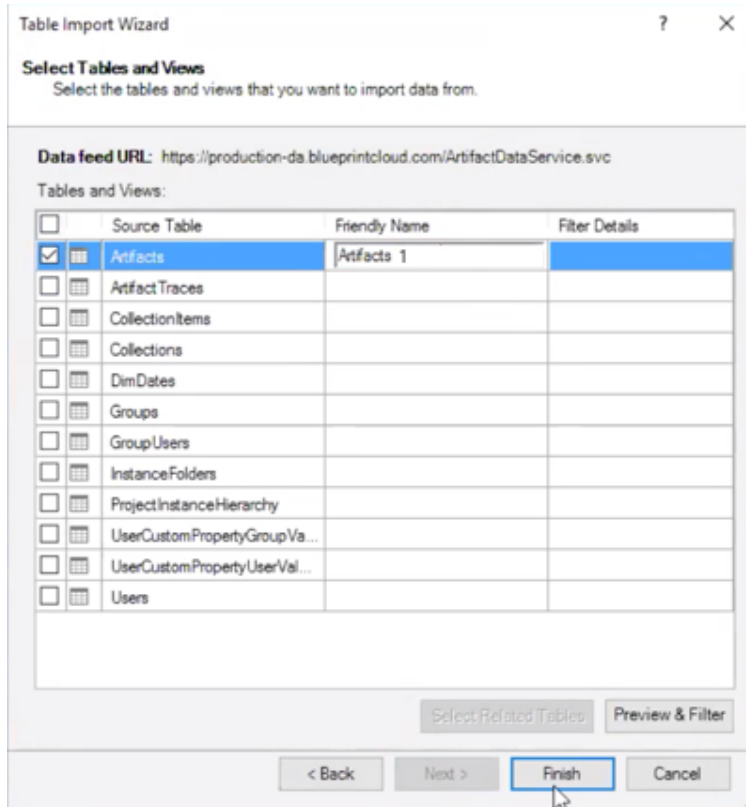 Table Import Wizard ? ×
Select Tables and Views
Select the tables and views that you want to import data from.
Data feed URL: https://production-da.blueprintcloud.com/ArtifactDataService.svc
Tables and Views:
Source Table Friendly Name Filter Details
Artifacts Artifacts 1
ArtifactTraces
CollectionItems
Collections
DimDates
Groups
GroupUsers
InstanceFolders
ProjectInstanceHierarchy
UserCustomPropertyGroupVa...
UserCustomPropertyUserVal...
Users
Select Related Tables Preview & Filter
< Back Next > Finish Cancel